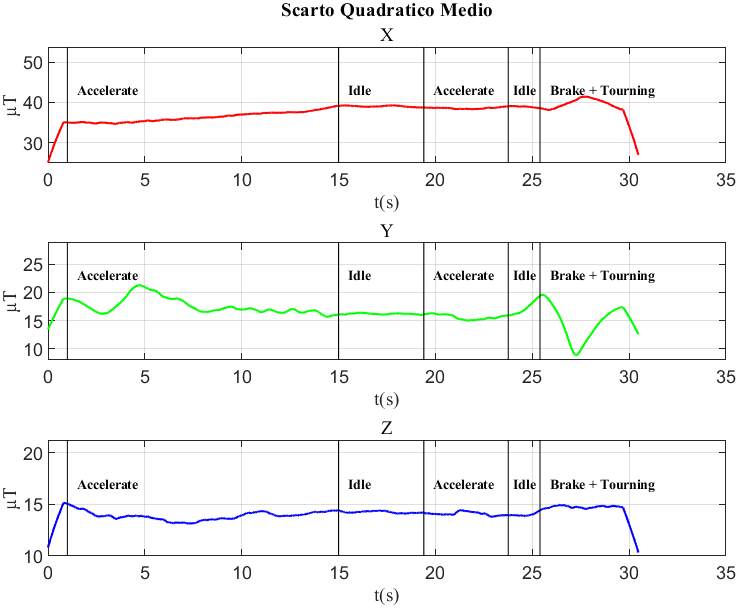 Scarto Quadratico Medio
X
50
40
30
μT
Accelerate Idle Accelerate Idle Brake + Tourning
0 5 10 15 20 25 30 35
t(s)
Y
25
20
15
10
μT
Accelerate Idle Accelerate Idle Brake + Tourning
0 5 10 15 20 25 30 35
t(s)
Z
20
15
10
μT
Accelerate Idle Accelerate Idle Brake + Tourning
0 5 10 15 20 25 30 35
t(s)